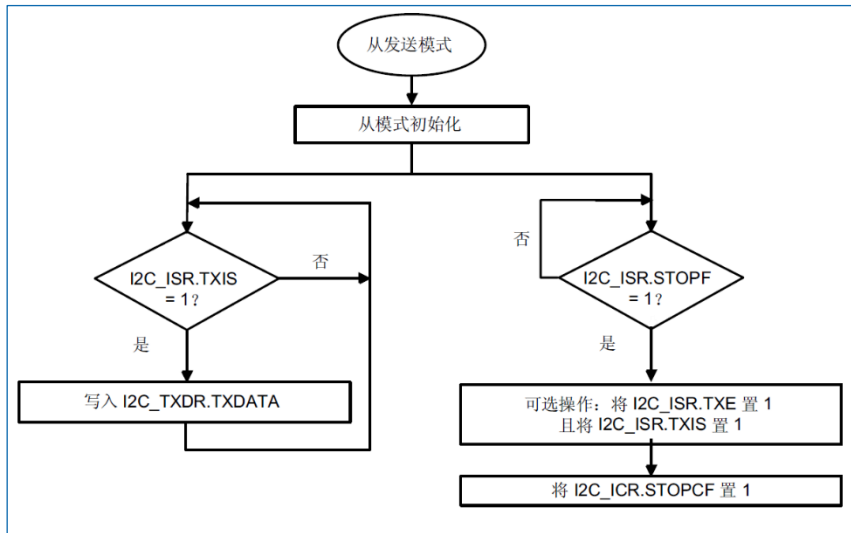 从发送模式
从模式初始化
I2C_ISR.TXIS
= 1？
否
是
写入 I2C_TXDR.TXDATA
否
I2C_ISR.STOPF
= 1？
是
可选操作：将 I2C_ISR.TXE 置 1
且将 I2C_ISR.TXIS 置 1
将 I2C_ICR.STOPCF 置 1